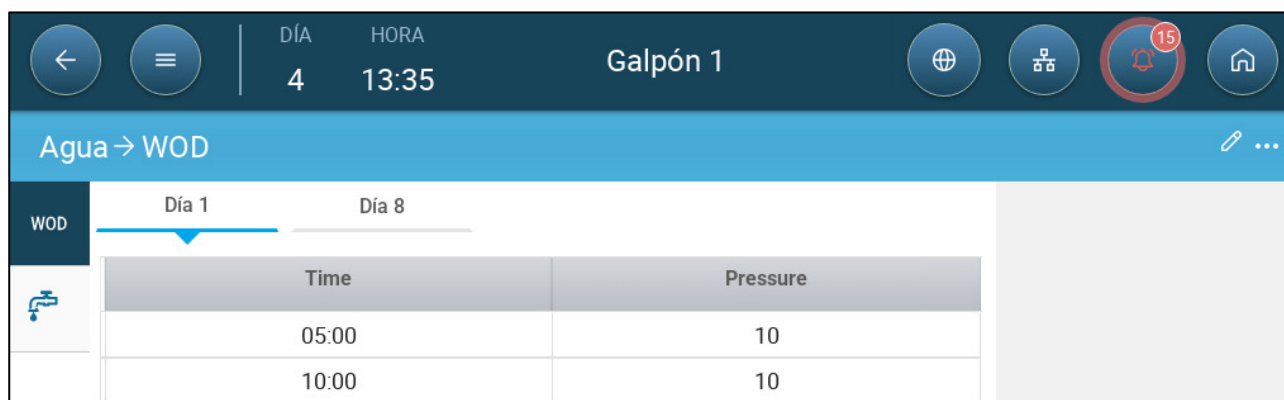 DÍA HORA
4 13:35 Galpón 1 15
Agua → WOD
WOD Día 1 Día 8
Time Pressure
05:00 10
10:00 10